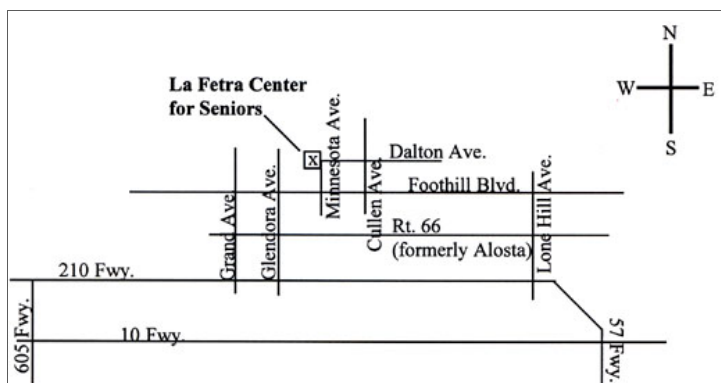 N
La Fetra Center
for Seniors
W
E
S
X
Minnesota Ave.
Dalton Ave.
Cullen Ave.
Foothill Blvd.
Grand Ave.
Glendora Ave.
Rt. 66
(formerly Alosta)
Lone Hill Ave.
210 Fwy.
605 Fwy.
10 Fwy.
57 Fwy.